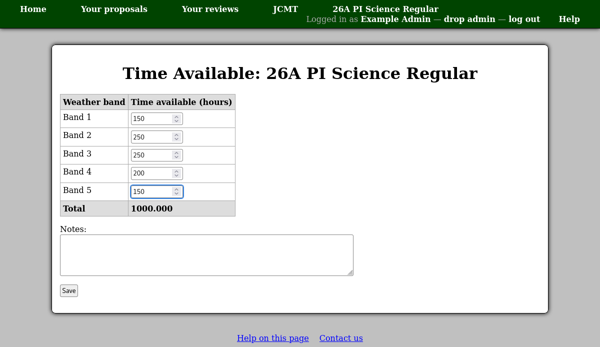 Home Your proposals Your reviews JCMT 26A PI Science Regular
Logged in as Example Admin — drop admin — log out Help
Time Available: 26A PI Science Regular
Weather band Time available (hours)
Band 1 150
Band 2 250
Band 3 250
Band 4 200
Band 5 150
Total 1000.000
Notes:
Save
Help on this page Contact us